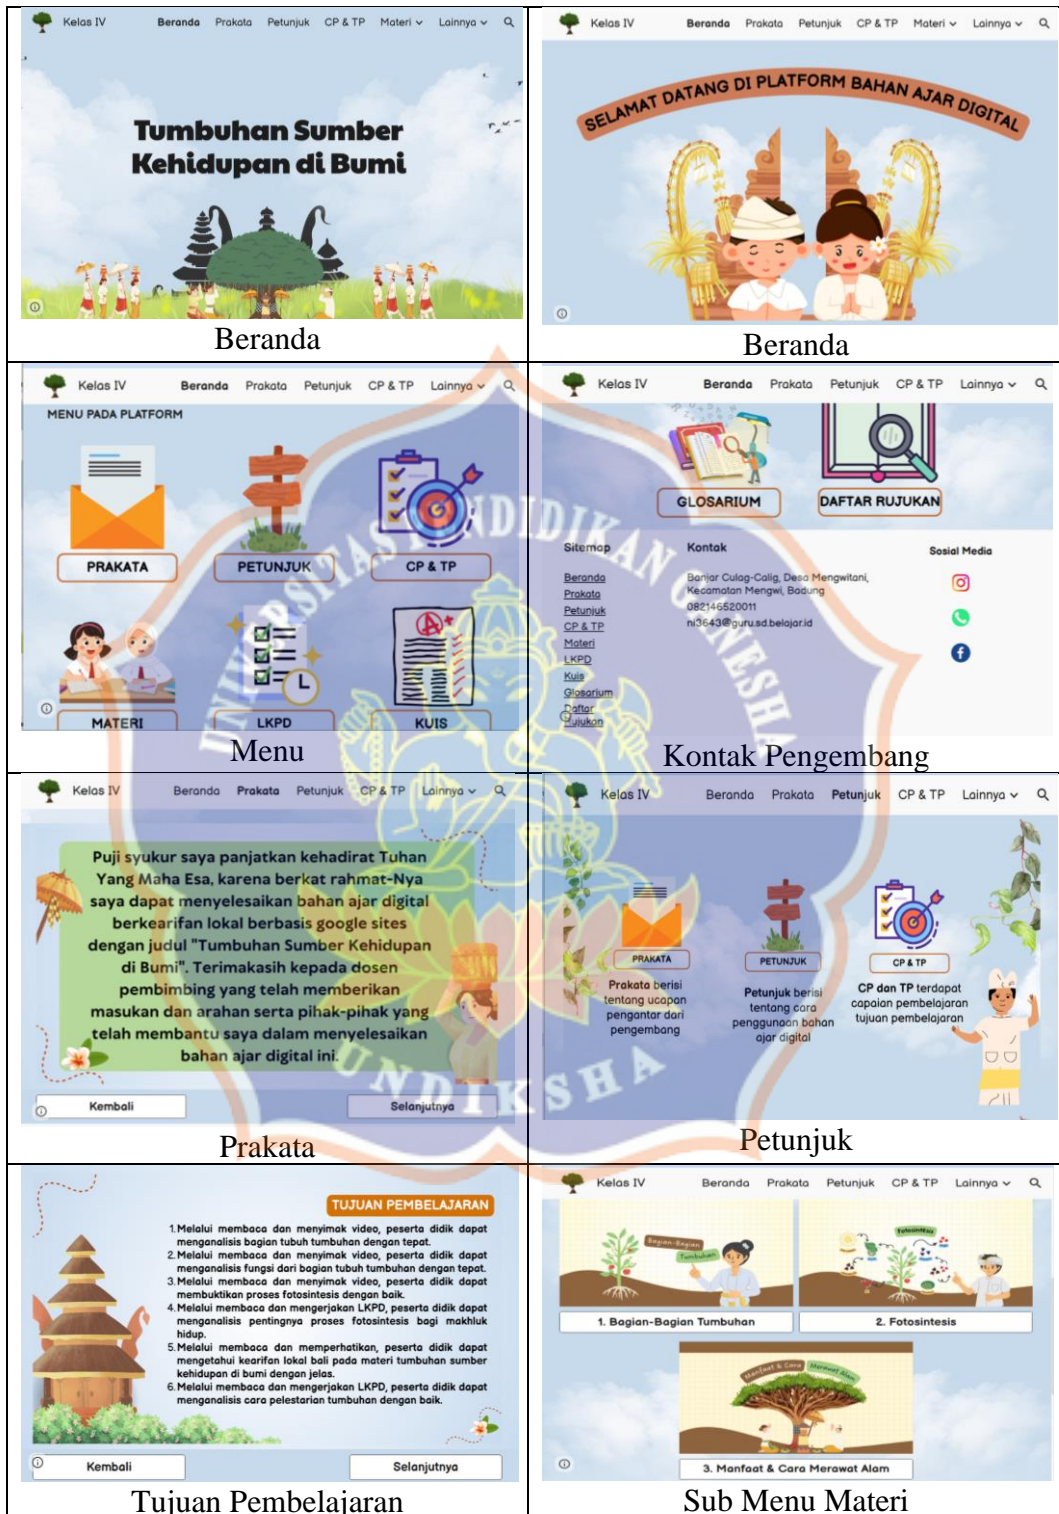 Kelas IV Beranda Prakata Petunjuk CP & TP Materi Lainnya
Tumbuhan Sumber
Kehidupan di Bumi
Beranda
Kelas IV Beranda Prakata Petunjuk CP & TP Materi Lainnya
SELAMAT DATANG DI PLATFORM BAHAN AJAR DIGITAL
Beranda
Kelas IV Beranda Prakata Petunjuk CP & TP Lainnya
MENU PADA PLATFORM
PRAKATA PETUNJUK CP & TP
A+
MATERI LKPD KUIS
Menu
Kelas IV Beranda Prakata Petunjuk CP & TP Lainnya
GLOSARIUM DAFTAR RUJUKAN
Sitemap
Beranda
Prakata
Petunjuk
CP & TP
Materi
LKPD
Kuis
Glosarium
Daftar
Rujukan
Kontak
Banjar Culag-Calig, Desa Mengwitani,
Kecamatan Mengwi, Badung
082146520011
ni3643@guru.sd.belajar.id
Sosial Media
Kontak Pengembang
Kelas IV Beranda Prakata Petunjuk CP & TP Lainnya
Puji syukur saya panjatkan kehadirat Tuhan
Yang Maha Esa, karena berkat rahmat-Nya
saya dapat menyelesaikan bahan ajar digital
berkearifan lokal berbasis google sites
dengan judul "Tumbuhan Sumber Kehidupan
di Bumi". Terimakasih kepada dosen
pembimbing yang telah memberikan
masukan dan arahan serta pihak-pihak yang
telah membantu saya dalam menyelesaikan
bahan ajar digital ini.
Kembali Selanjutnya
Prakata
Kelas IV Beranda Prakata Petunjuk CP & TP Lainnya
PRAKATA
Prakata berisi
tentang ucapan
pengantar dari
pengembang
PETUNJUK
Petunjuk berisi
tentang cara
penggunaan bahan
ajar digital
CP & TP
CP dan TP terdapat
capaian pembelajaran
tujuan pembelajaran
Petunjuk
TUJUAN PEMBELAJARAN
1. Melalui membaca dan menyimak video, peserta didik dapat
menganalisis bagian tubuh tumbuhan dengan tepat.
2. Melalui membaca dan menyimak video, peserta didik dapat
menganalisis fungsi dari bagian tubuh tumbuhan dengan tepat.
3. Melalui membaca dan menyimak video, peserta didik dapat
membuktikan proses fotosintesis dengan baik.
4. Melalui membaca dan mengerjakan LKPD, peserta didik dapat
menganalisis pentingnya proses fotosintesis bagi makhluk
hidup.
5. Melalui membaca dan memperhatikan, peserta didik dapat
mengetahui kearifan lokal bali pada materi tumbuhan sumber
kehidupan di bumi dengan jelas.
6. Melalui membaca dan mengerjakan LKPD, peserta didik dapat
menganalisis cara pelestarian tumbuhan dengan baik.
Kembali Selanjutnya
Tujuan Pembelajaran
Kelas IV Beranda Prakata Petunjuk CP & TP Lainnya
Bagian-Bagian
Tumbuhan
Fotosintesis
1. Bagian-Bagian Tumbuhan 2. Fotosintesis
Manfaat & Cara Merawat Alam
3. Manfaat & Cara Merawat Alam
Sub Menu Materi
UNIVERSITAS PENDIDIKAN GANESHA
UNDIKSHA